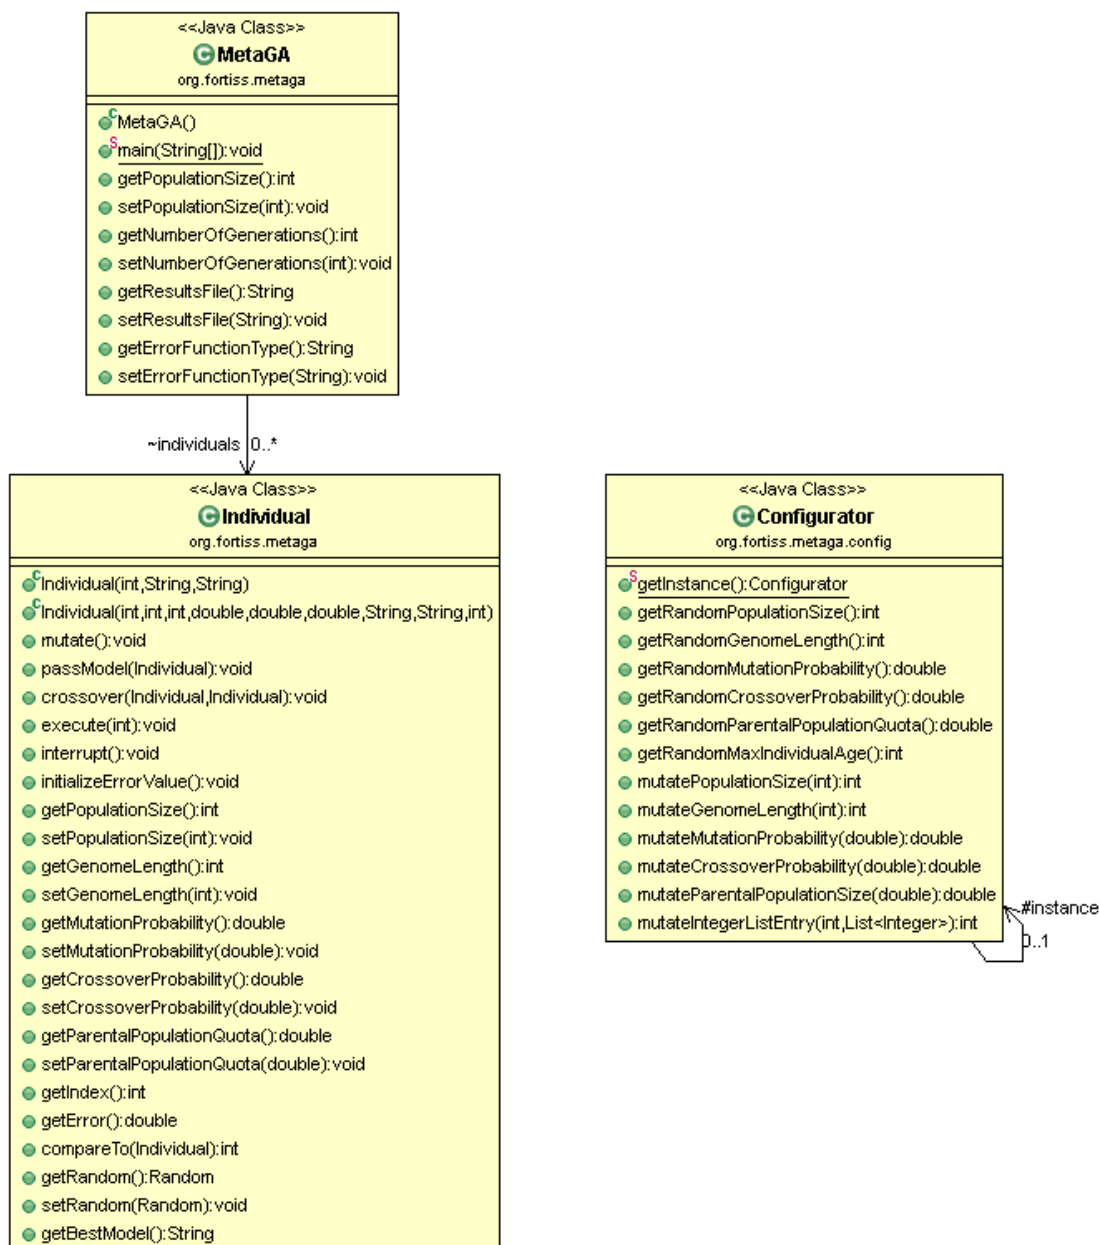 <<Java Class>>
MetaGA
org.fortiss.metaga
MetaGA()
main(String[]):void
getPopulationSize():int
setPopulationSize(int):void
getNumberOfGenerations():int
setNumberOfGenerations(int):void
getResultsFile():String
setResultsFile(String):void
getErrorFunctionType():String
setErrorFunctionType(String):void
~individuals 0..*
<<Java Class>>
Individual
org.fortiss.metaga
Individual(int,String,String)
Individual(int,int,int,double,double,double,String,String,int)
mutate():void
passModel(Individual):void
crossover(Individual,Individual):void
execute(int):void
interrupt():void
initializeErrorValue():void
getPopulationSize():int
setPopulationSize(int):void
getGenomeLength():int
setGenomeLength(int):void
getMutationProbability():double
setMutationProbability(double):void
getCrossoverProbability():double
setCrossoverProbability(double):void
getParentalPopulationQuota():double
setParentalPopulationQuota(double):void
getIndex():int
getError():double
compareTo(Individual):int
getRandom():Random
setRandom(Random):void
getBestModel():String
<<Java Class>>
Configurator
org.fortiss.metaga.config
getInstance():Configurator
getRandomPopulationSize():int
getRandomGenomeLength():int
getRandomMutationProbability():double
getRandomCrossoverProbability():double
getRandomParentalPopulationQuota():double
getRandomMaxIndividualAge():int
mutatePopulationSize(int):int
mutateGenomeLength(int):int
mutateMutationProbability(double):double
mutateCrossoverProbability(double):double
mutateParentalPopulationSize(double):double
mutateIntegerListEntry(int,List<Integer>):int
#instance
0..1